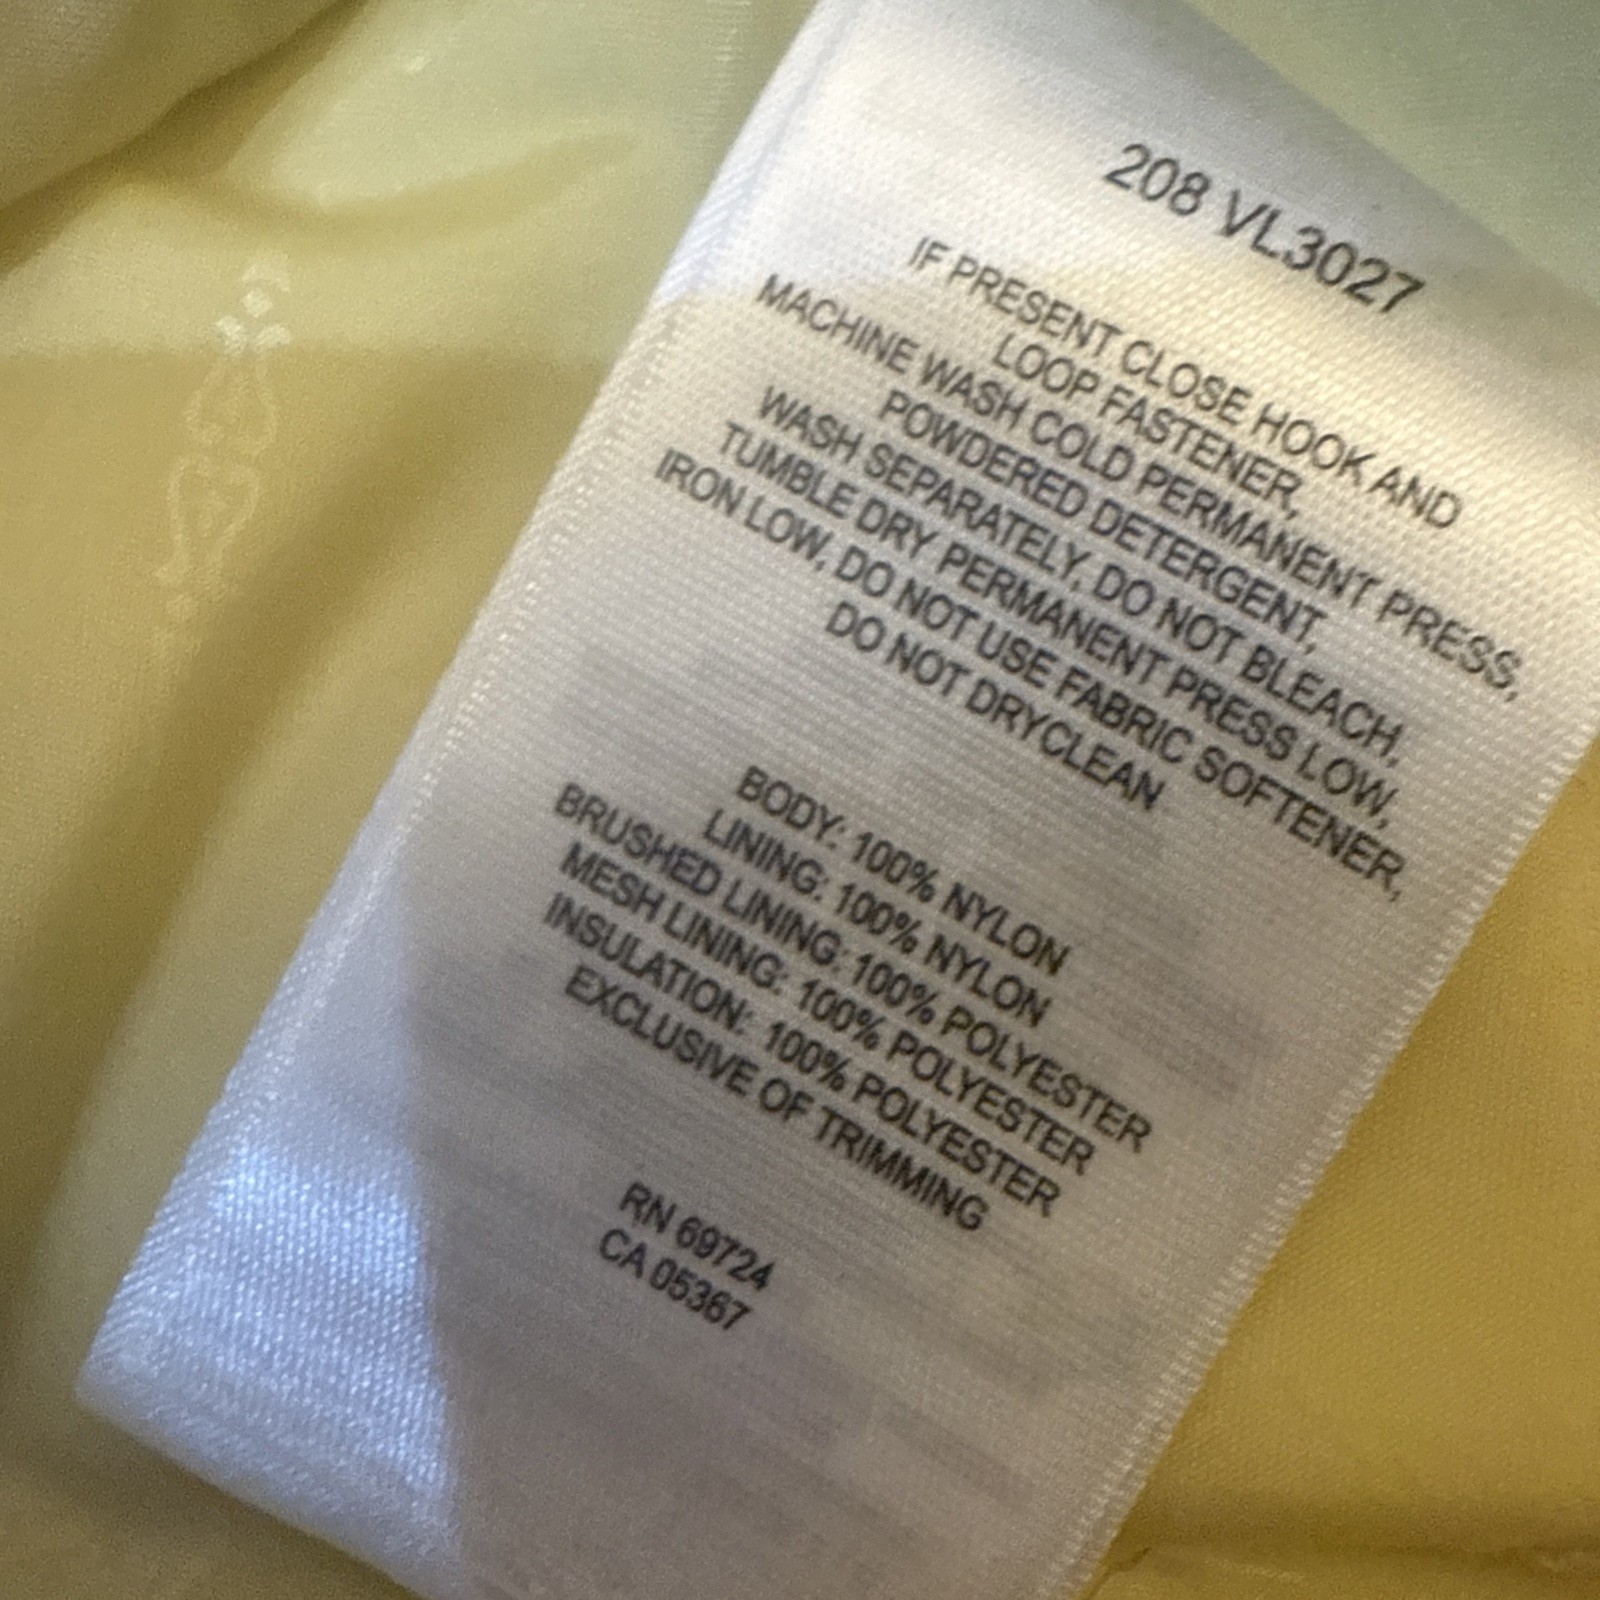 208 VL3027
IF PRESENT CLOSE HOOK AND
LOOP FASTENER,
MACHINE WASH COLD PERMANENT PRESS,
POWDERED DETERGENT,
WASH SEPARATELY, DO NOT BLEACH,
TUMBLE DRY PERMANENT PRESS LOW,
IRON LOW, DO NOT USE FABRIC SOFTENER,
DO NOT DRYCLEAN
BODY: 100% NYLON
LINING: 100% NYLON
BRUSHED LINING: 100% POLYESTER
MESH LINING: 100% POLYESTER
INSULATION: 100% POLYESTER
EXCLUSIVE OF TRIMMING
RN 69724
CA 05367